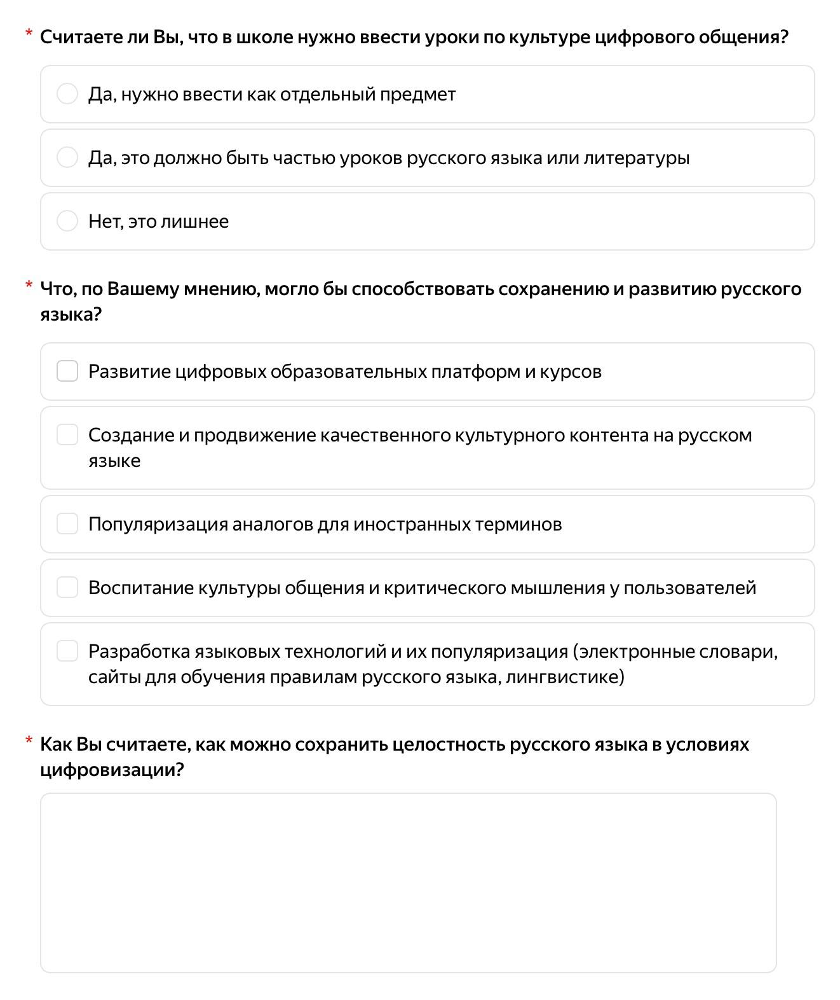 * Считаете ли Вы, что в школе нужно ввести уроки по культуре цифрового общения?
Да, нужно ввести как отдельный предмет
Да, это должно быть частью уроков русского языка или литературы
Нет, это лишнее
* Что, по Вашему мнению, могло бы способствовать сохранению и развитию русского
языка?
Развитие цифровых образовательных платформ и курсов
Создание и продвижение качественного культурного контента на русском
языке
Популяризация аналогов для иностранных терминов
Воспитание культуры общения и критического мышления у пользователей
Разработка языковых технологий и их популяризация (электронные словари,
сайты для обучения правилам русского языка, лингвистике)
* Как Вы считаете, как можно сохранить целостность русского языка в условиях
цифровизации?